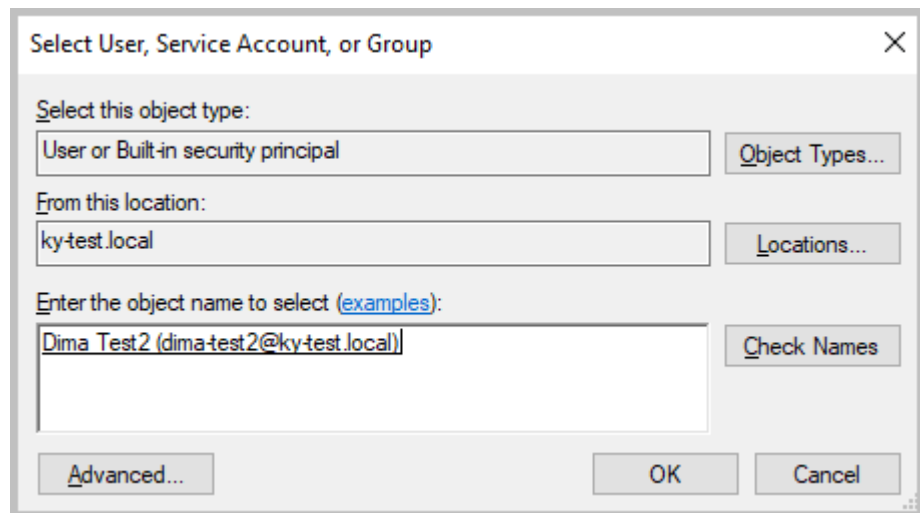 Select User, Service Account, or Group
Select this object type:
User or Built-in security principal
Object Types...
From this location:
ky-test.local
Locations...
Enter the object name to select (examples):
Dima Test2 (dima-test2@ky-test.local)
Check Names
Advanced...
OK
Cancel